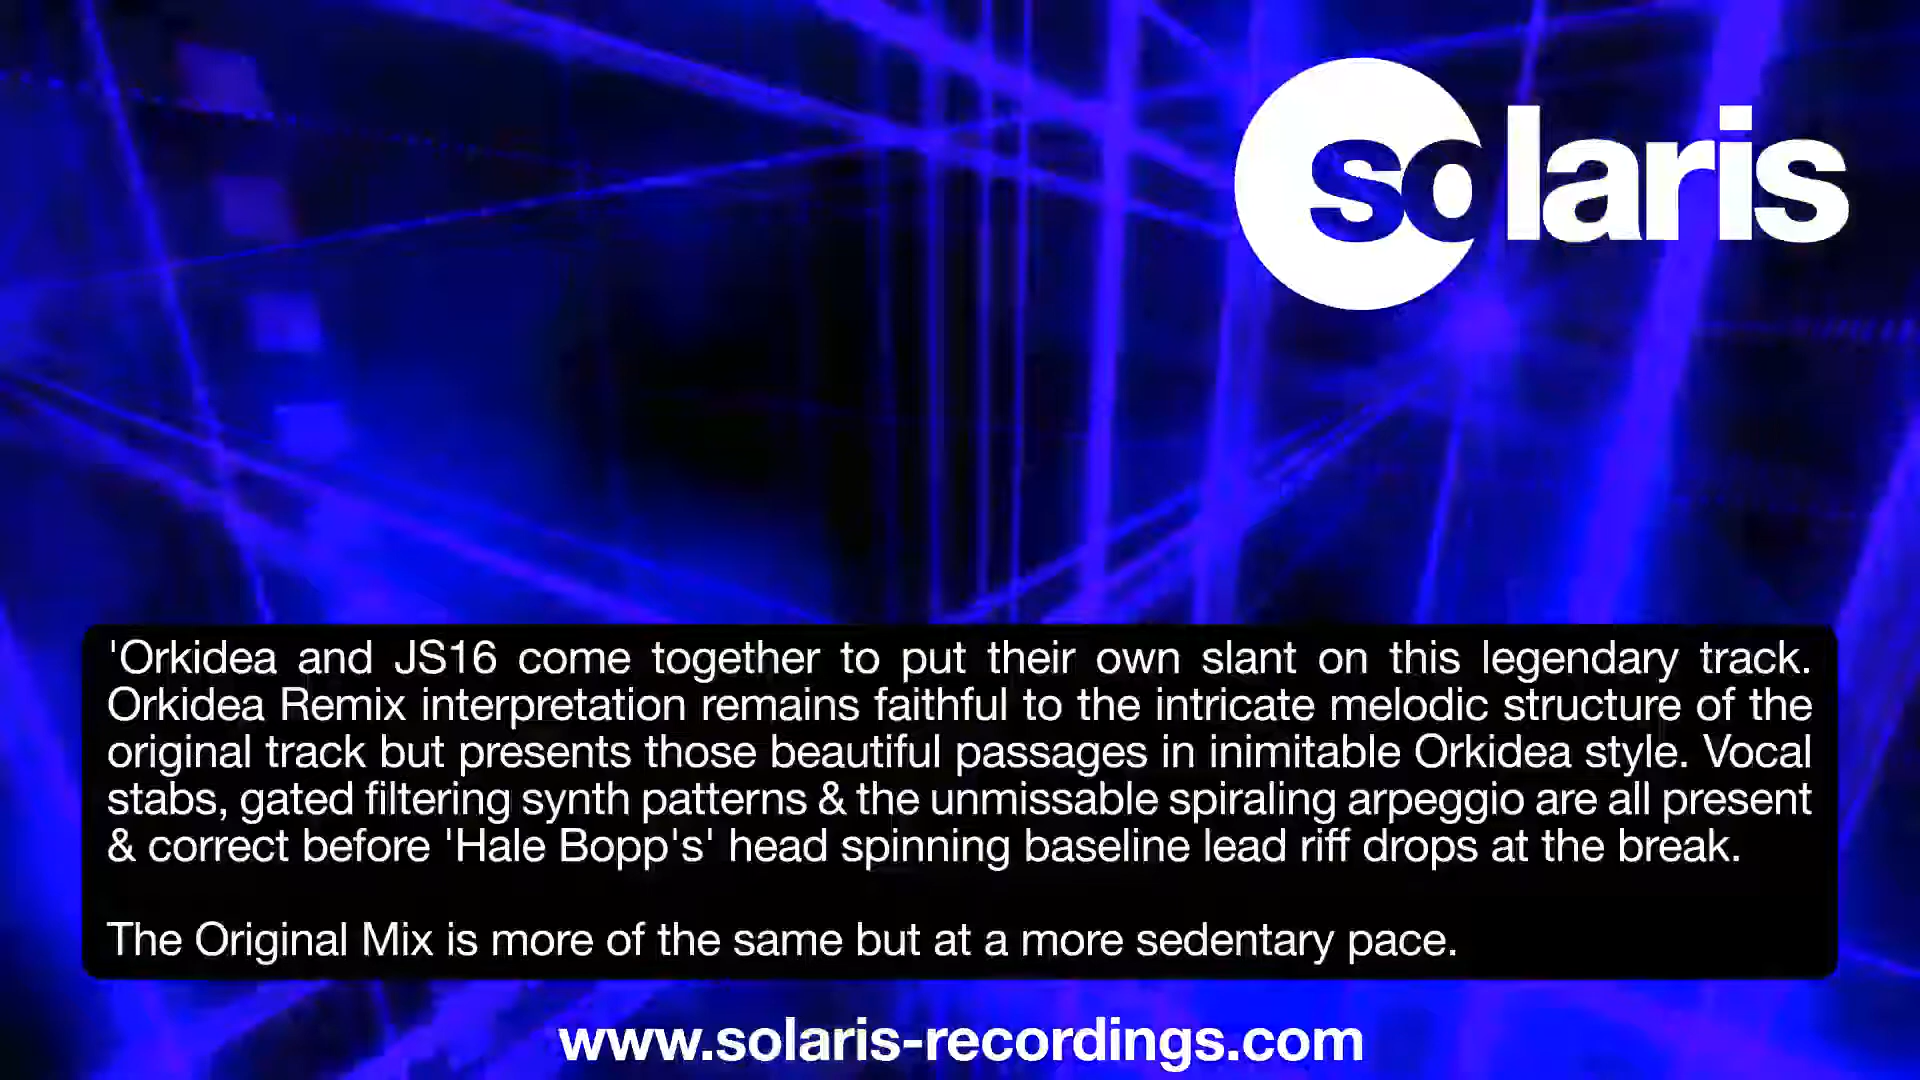 solaris
'Orkidea and JS16 come together to put their own slant on this legendary track.
Orkidea Remix interpretation remains faithful to the intricate melodic structure of the
original track but presents those beautiful passages in inimitable Orkidea style. Vocal
stabs, gated filtering synth patterns & the unmissable spiraling arpeggio are all present
& correct before 'Hale Bopp's' head spinning baseline lead riff drops at the break.
The Original Mix is more of the same but at a more sedentary pace.
www.solaris-recordings.com